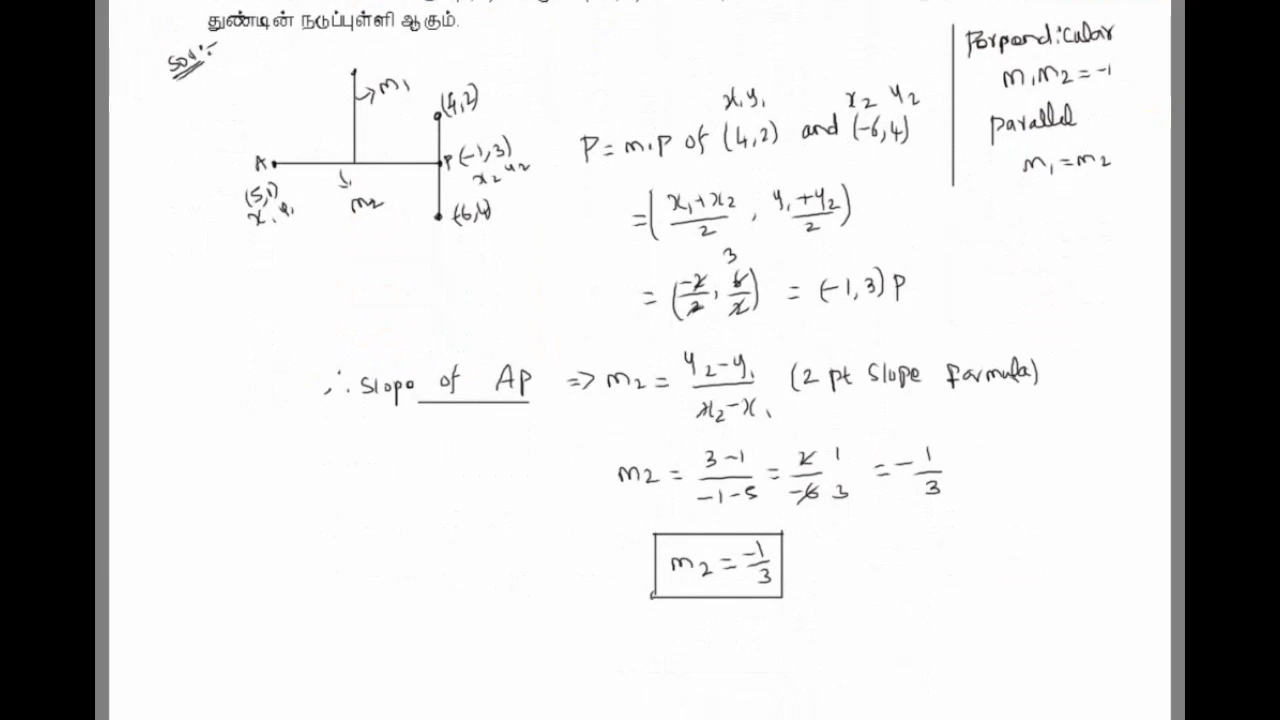 துண்டின் நடுப்புள்ளி ஆகும்.
Soln:-
Perpendicular
m₁m₂ = -1
parallel
m₁ = m₂
m₁
(4,2)
A
P(-1,3)
x₂ y₂
(5,1)
x₁ y₁
m₂
(-6,4)
x₁ y₁ x₂ y₂
P = m.p of (4,2) and (-6,4)
= (x₁+x₂/2, y₁+y₂/2)
3
= (-2/2, 6/2) = (-1,3) P
∴ Slope of AP => m₂ = y₂-y₁/x₂-x₁ (2 pt slope formula)
m₂ = 3-1/-1-5 = 2/-6 1/3 = -1/3
m₂ = -1/3